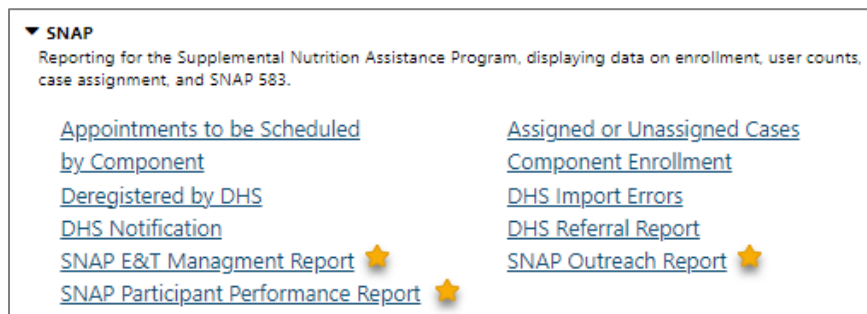 SNAP
Reporting for the Supplemental Nutrition Assistance Program, displaying data on enrollment, user counts,
case assignment, and SNAP 583.
Appointments to be Scheduled
by Component
Deregistered by DHS
DHS Notification
SNAP E&T Managment Report
SNAP Participant Performance Report
Assigned or Unassigned Cases
Component Enrollment
DHS Import Errors
DHS Referral Report
SNAP Outreach Report